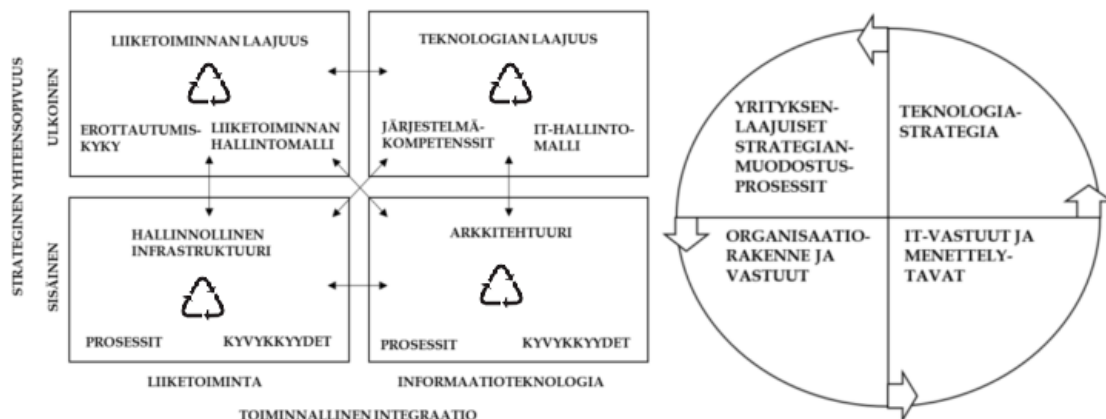 STRATEGINEN YHTEENSOPIVUUS
ULKOINEN
LIIKETOIMINNAN LAAJUUS
EROTTAUTUMIS-
KYKY
LIIKETOIMINNAN
HALLINTOMALLI
TEKNOLOGIAN LAAJUUS
JÄRJESTELMÄ-
KOMPETENSSIT
IT-HALLINTO-
MALLI
SISÄINEN
HALLINNOLLINEN
INFRASTRUKTUURI
PROSESSIT
KYVYKKYYDET
ARKKITEHTUURI
PROSESSIT
KYVYKKYYDET
LIIKETOIMINTA
INFORMAATIOTEKNOLOGIA
TOIMINNALLINEN INTEGRAATIO
YRITYKSEN-
LAAJUISET
STRATEGIAN-
MUODOSTUS-
PROSESSIT
TEKNOLOGIA-
STRATEGIA
ORGANISAATIO-
RAKENNE JA
VASTUUT
IT-VASTUUT JA
MENETTELY-
TAVAT